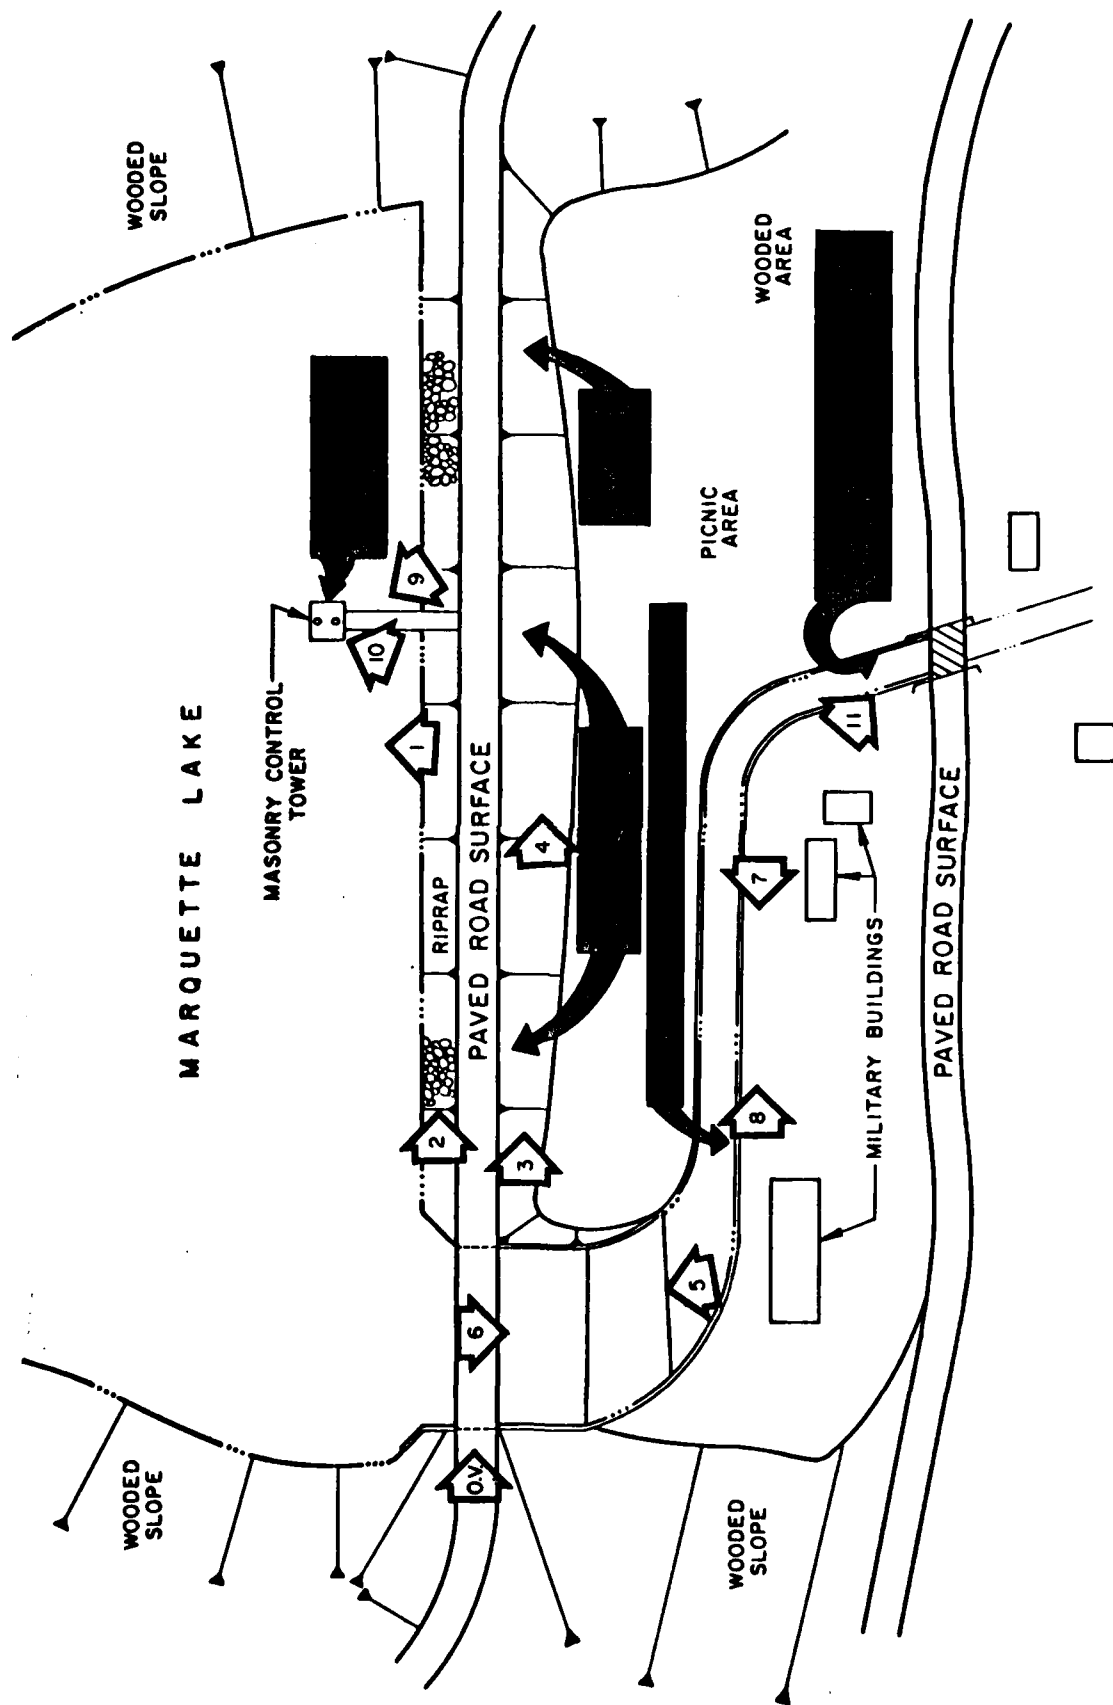 MARQUETTE LAKE
WOODED
SLOPE
WOODED
SLOPE
MASONRY CONTROL
TOWER
9
10
1
2
RIPRAP
PAVED ROAD SURFACE
O.V.
6
3
4
5
8
7
11
PICNIC
AREA
WOODED
AREA
WOODED
SLOPE
MILITARY BUILDINGS
PAVED ROAD SURFACE